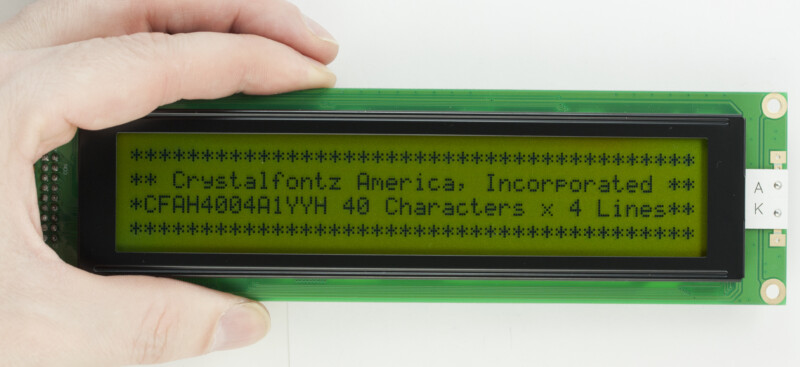 ****************************************
** Crystalfontz America, Incorporated **
*CFAH4004A1YYH 40 Characters x 4 Lines**
****************************************
A
K